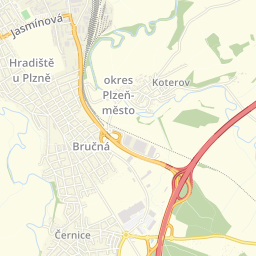 Jasmínová
Hradiště
u Plzně
okres
Plzeň-
město
Koterov
Bručná
Černice